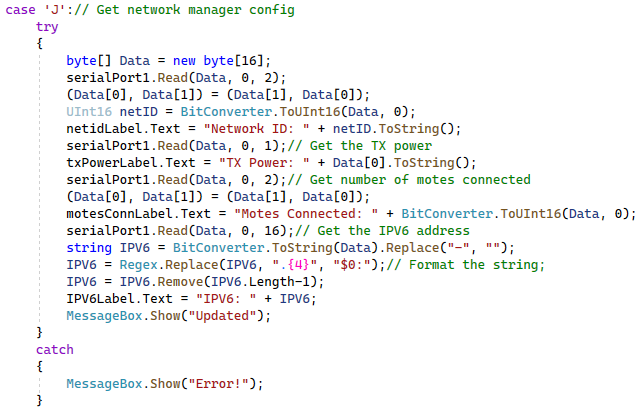 case 'J':// Get network manager config
try
{
byte[] Data = new byte[16];
serialPort1.Read(Data, 0, 2);
(Data[0], Data[1]) = (Data[1], Data[0]);
UInt16 netID = BitConverter.ToUInt16(Data, 0);
netidLabel.Text = "Network ID: " + netID.ToString();
serialPort1.Read(Data, 0, 1);// Get the TX power
txPowerLabel.Text = "TX Power: " + Data[0].ToString();
serialPort1.Read(Data, 0, 2);// Get number of motes connected
(Data[0], Data[1]) = (Data[1], Data[0]);
motesConnLabel.Text = "Motes Connected: " + BitConverter.ToUInt16(Data, 0);
serialPort1.Read(Data, 0, 16);// Get the IPV6 address
string IPV6 = BitConverter.ToString(Data).Replace("-", "");
IPV6 = Regex.Replace(IPV6, ".{4}", "$0:");// Format the string;
IPV6 = IPV6.Remove(IPV6.Length-1);
IPV6Label.Text = "IPV6: " + IPV6;
MessageBox.Show("Updated");
}
catch
{
MessageBox.Show("Error!");
}